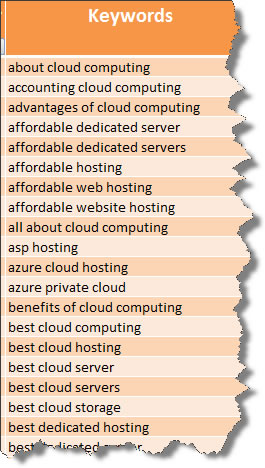 Keywords
about cloud computing
accounting cloud computing
advantages of cloud computing
affordable dedicated server
affordable dedicated servers
affordable hosting
affordable web hosting
affordable website hosting
all about cloud computing
asp hosting
azure cloud hosting
azure private cloud
benefits of cloud computing
best cloud computing
best cloud hosting
best cloud server
best cloud servers
best cloud storage
best dedicated hosting
best dedicated server